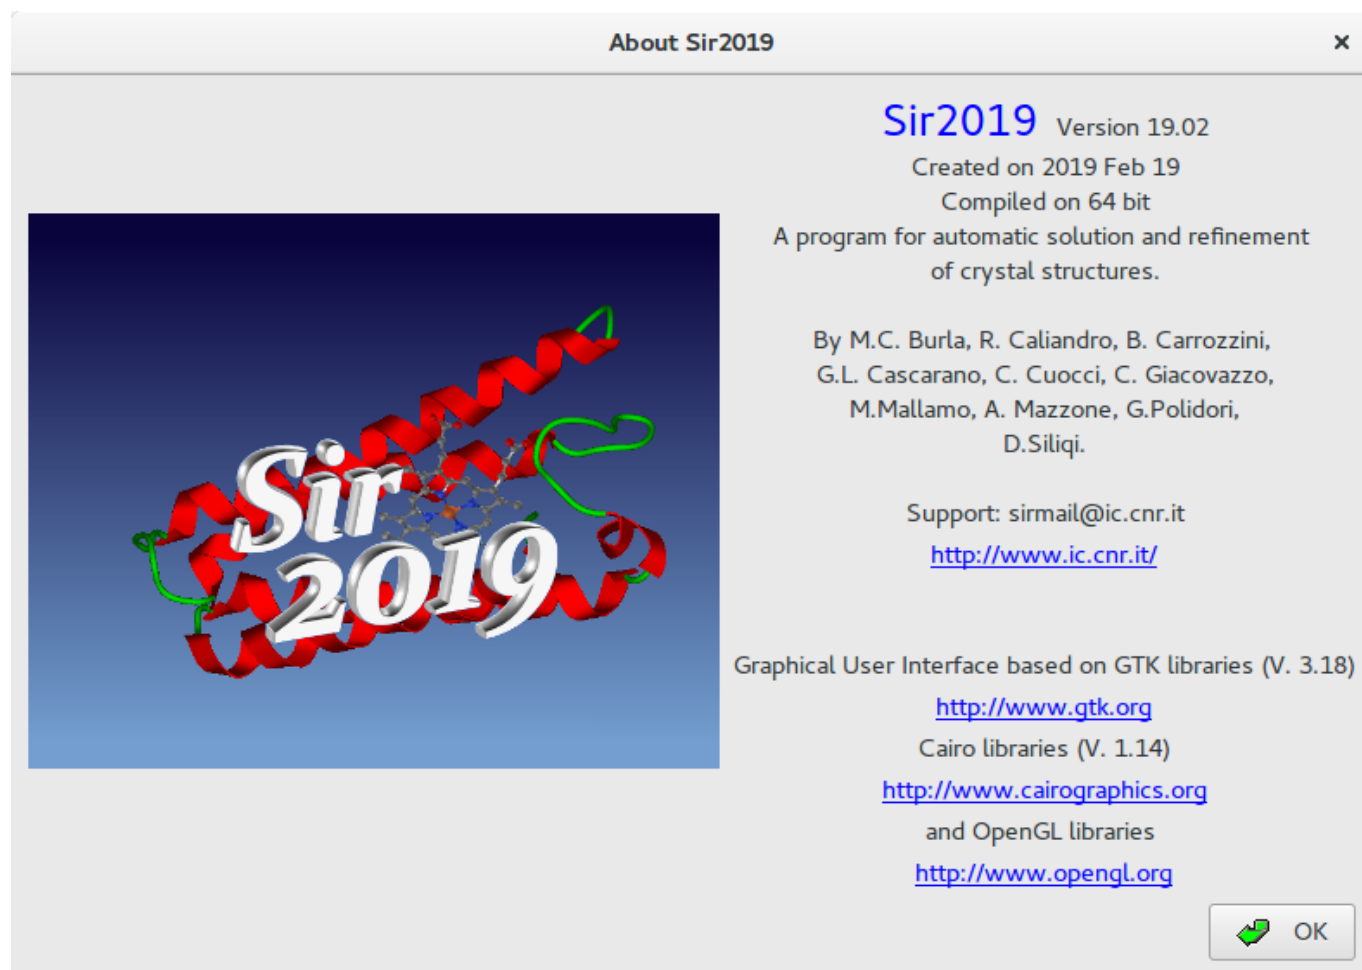 About Sir2019
Sir2019 Version 19.02
Created on 2019 Feb 19
Compiled on 64 bit
A program for automatic solution and refinement
of crystal structures.
By M.C. Burla, R. Caliandro, B. Carrozzini,
G.L. Cascarano, C. Cuocci, C. Giacovazzo,
M.Mallamo, A. Mazzone, G.Polidori,
D.Siliqi.
Support: sirmail@ic.cnr.it
http://www.ic.cnr.it/
Sir
2019
Graphical User Interface based on GTK libraries (V. 3.18)
http://www.gtk.org
Cairo libraries (V. 1.14)
http://www.cairographics.org
and OpenGL libraries
http://www.opengl.org
OK